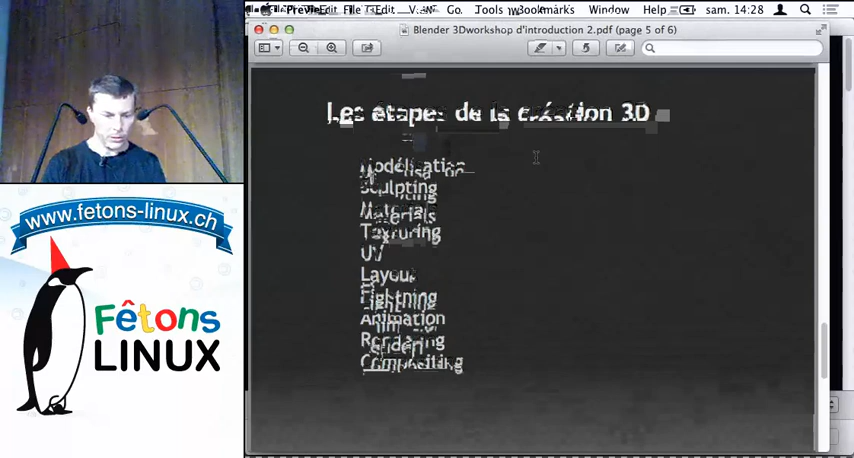 Preview File Edit View Go Tools Bookmarks Window Help sam. 14:28
Blender 3Dworkshop d'introduction 2.pdf (page 5 of 6)
Les étapes de la création 3D
Modélisation
Sculpting
Materials
Texturing
UV
Layout
Lightning
Animation
Rendering
Compositing
www.fetons-linux.ch
Fêtons
LINUX